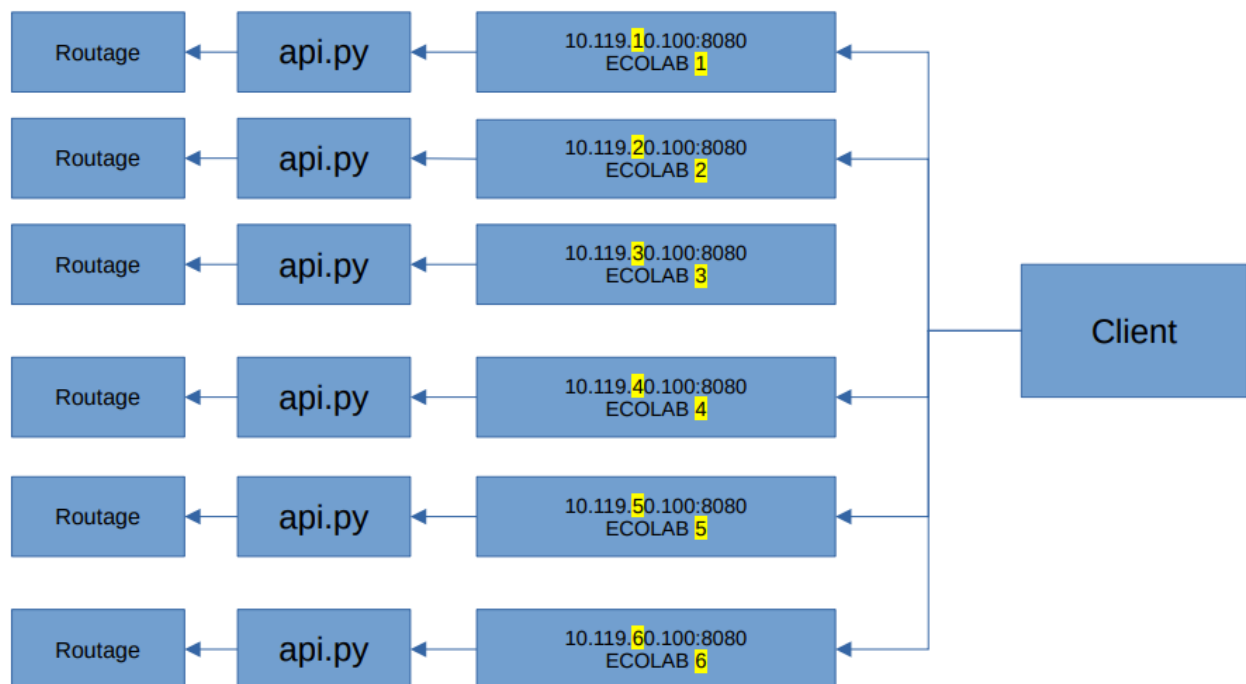 Routage
api.py
10.119.10.100:8080
ECOLAB 1
Routage
api.py
10.119.20.100:8080
ECOLAB 2
Routage
api.py
10.119.30.100:8080
ECOLAB 3
Client
Routage
api.py
10.119.40.100:8080
ECOLAB 4
Routage
api.py
10.119.50.100:8080
ECOLAB 5
Routage
api.py
10.119.60.100:8080
ECOLAB 6